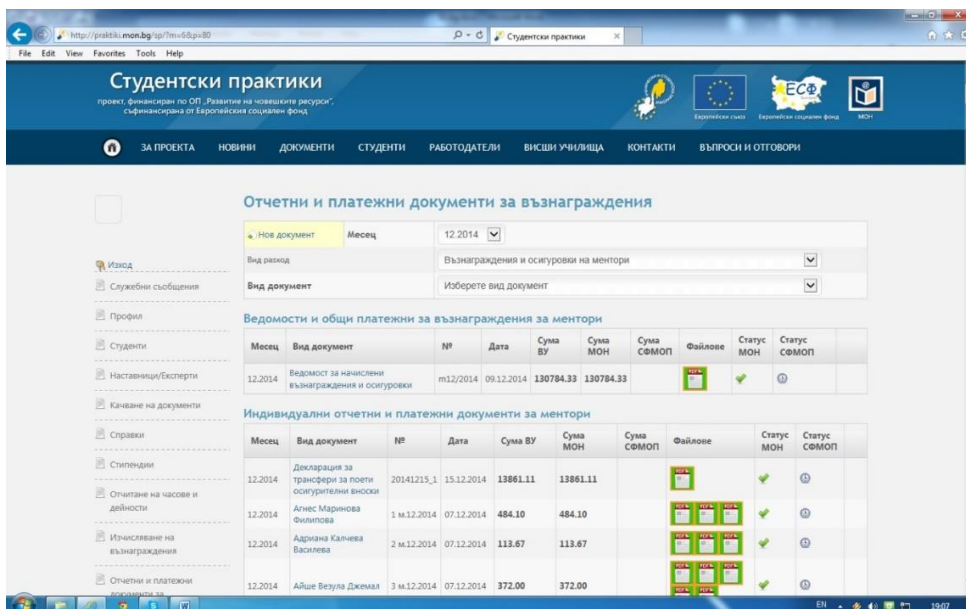 http://praktiki.mon.bg/sp/?m=6&p=80
Студентски практики
File Edit View Favorites Tools Help
Студентски практики
проект, финансиран по ОП „Развитие на човешките ресурси“,
съфинансирана от Европейския социален фонд
Европейски съюз
ЕСФ
Европейски социален фонд
МОН
ЗА ПРОЕКТА НОВИНИ ДОКУМЕНТИ СТУДЕНТИ РАБОТОДАТЕЛИ ВИСШИ УЧИЛИЩА КОНТАКТИ ВЪПРОСИ И ОТГОВОРИ
Изход
Служебни съобщения
Профил
Студенти
Наставници/Експерти
Качване на документи
Справки
Стипендии
Отчитане на часове и
дейности
Изчисляване на
възнаграждения
Отчетни и платежни
документи за
Отчетни и платежни документи за възнаграждения
Нов документ Месец 12.2014
Вид разход Възнаграждения и осигуровки на ментори
Вид документ Изберете вид документ
Ведомости и общи платежни за възнаграждения за ментори
Месец Вид документ № Дата Сума ВУ Сума МОН Сума СФМОП Файлове Статус МОН Статус СФМОП
12.2014 Ведомост за начислени възнаграждения и осигуровки m12/2014 09.12.2014 130784.33 130784.33
Индивидуални отчетни и платежни документи за ментори
Месец Вид документ № Дата Сума ВУ Сума МОН Сума СФМОП Файлове Статус МОН Статус СФМОП
12.2014 Декларация за трансфери за поети осигурителни вноски 20141215_1 15.12.2014 13861.11 13861.11
12.2014 Агнес Маринова Филипова 1 м.12.2014 07.12.2014 484.10 484.10
12.2014 Адриана Калчева Василева 2 м.12.2014 07.12.2014 113.67 113.67
12.2014 Айше Везула Джемал 3 м.12.2014 07.12.2014 372.00 372.00
EN 19:07